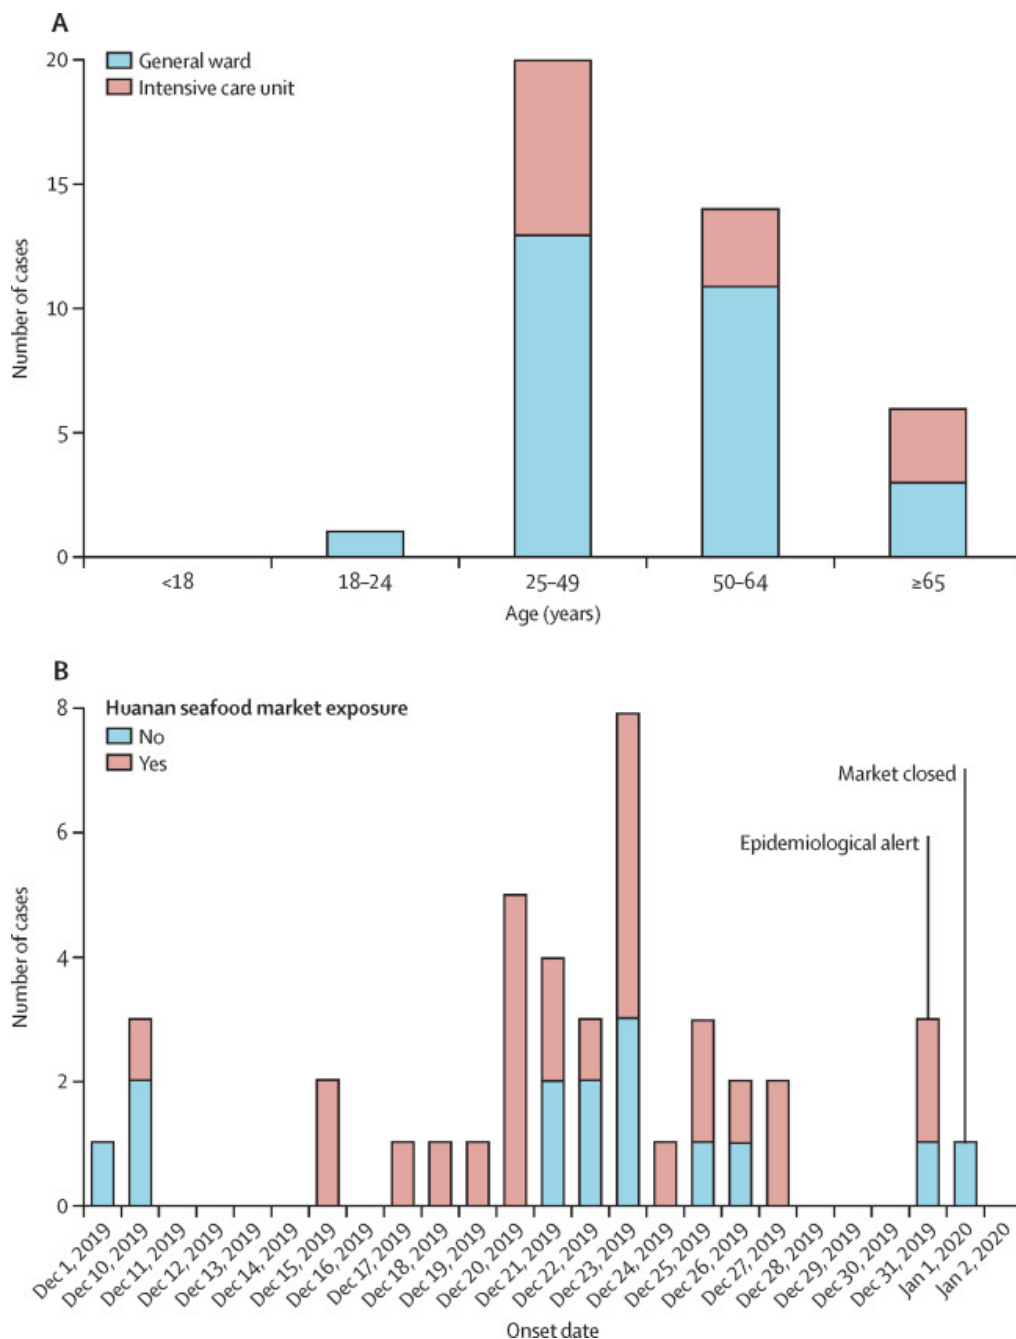 A
20
General ward
Intensive care unit
15
10
5
0
Number of cases
<18 18–24 25–49 50–64 ≥65
Age (years)
B
8
Huanan seafood market exposure
No
Yes
Market closed
6
Epidemiological alert
4
2
0
Number of cases
Dec 1, 2019
Dec 10, 2019
Dec 11, 2019
Dec 12, 2019
Dec 13, 2019
Dec 14, 2019
Dec 15, 2019
Dec 16, 2019
Dec 17, 2019
Dec 18, 2019
Dec 19, 2019
Dec 20, 2019
Dec 21, 2019
Dec 22, 2019
Dec 23, 2019
Dec 24, 2019
Dec 25, 2019
Dec 26, 2019
Dec 27, 2019
Dec 28, 2019
Dec 29, 2019
Dec 30, 2019
Dec 31, 2019
Jan 1, 2020
Jan 2, 2020
Onset date